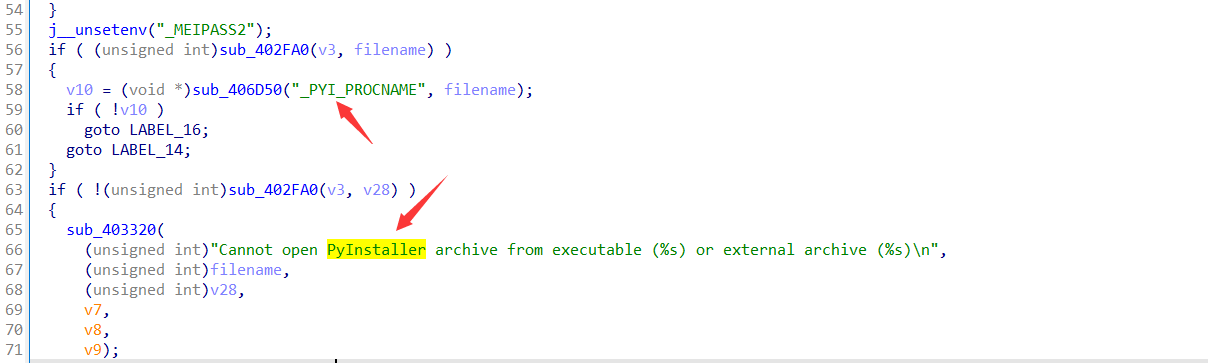 54 }
55 j__unsetenv("_MEIPASS2");
56 if ( (unsigned int)sub_402FA0(v3, filename) )
57 {
58 v10 = (void *)sub_406D50("_PYI_PROCNAME", filename);
59 if ( !v10 )
60 goto LABEL_16;
61 goto LABEL_14;
62 }
63 if ( !(unsigned int)sub_402FA0(v3, v28) )
64 {
65 sub_403320(
66 (unsigned int)"Cannot open PyInstaller archive from executable (%s) or external archive (%s)\n",
67 (unsigned int)filename,
68 (unsigned int)v28,
69 v7,
70 v8,
71 v9);